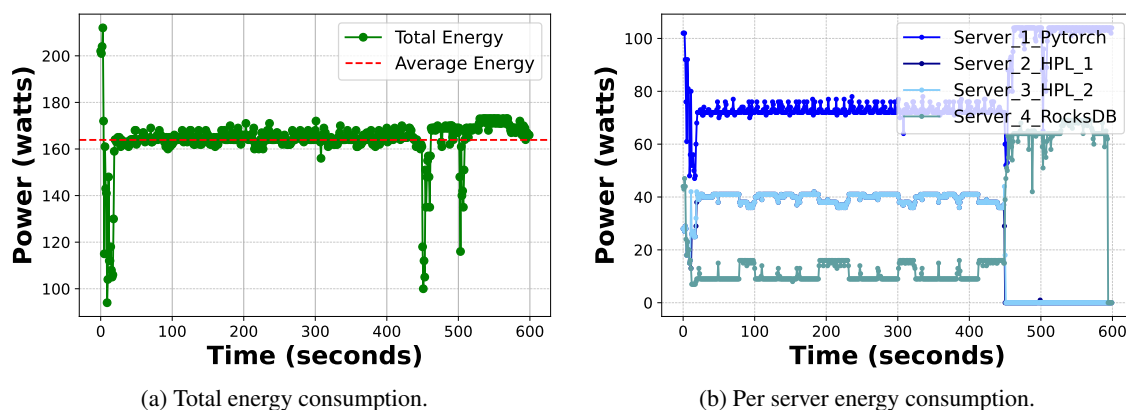 Power (watts)
200
180
160
140
120
100
0
100
200
300
400
500
600
Time (seconds)
Total Energy
Average Energy
(a) Total energy consumption.
Power (watts)
100
80
60
40
20
0
0
100
200
300
400
500
600
Time (seconds)
Server_1_Pytorch
Server_2_HPL_1
Server_3_HPL_2
Server_4_RocksDB
(b) Per server energy consumption.